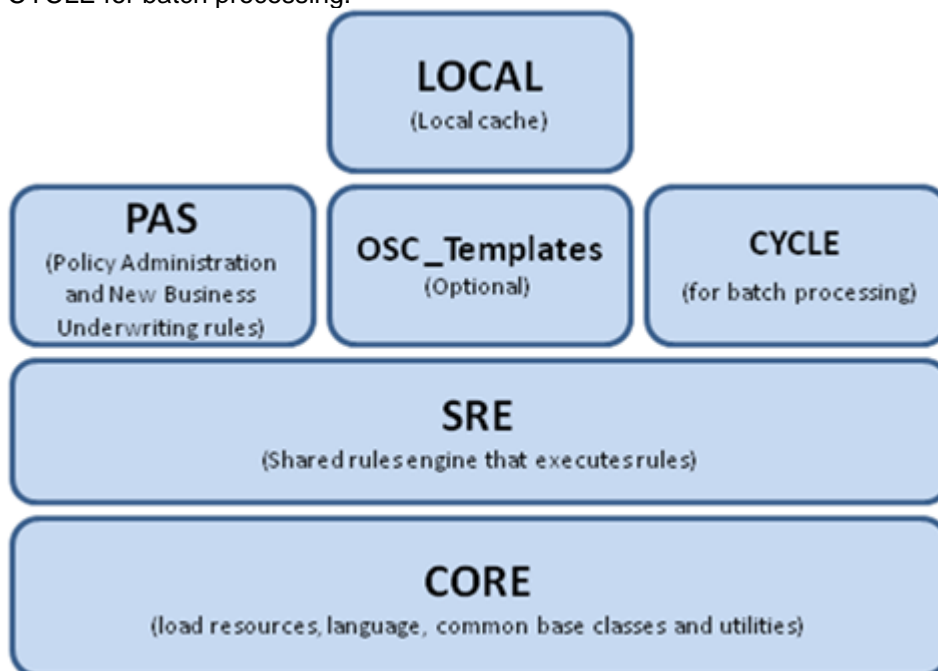 CYCLE for batch processing.
LOCAL
(Local cache)
PAS
(Policy Administration
and New Business
Underwriting rules)
OSC_Templates
(Optional)
CYCLE
(for batch processing)
SRE
(Shared rules engine that executes rules)
CORE
(load resources, language, common base classes and utilities)